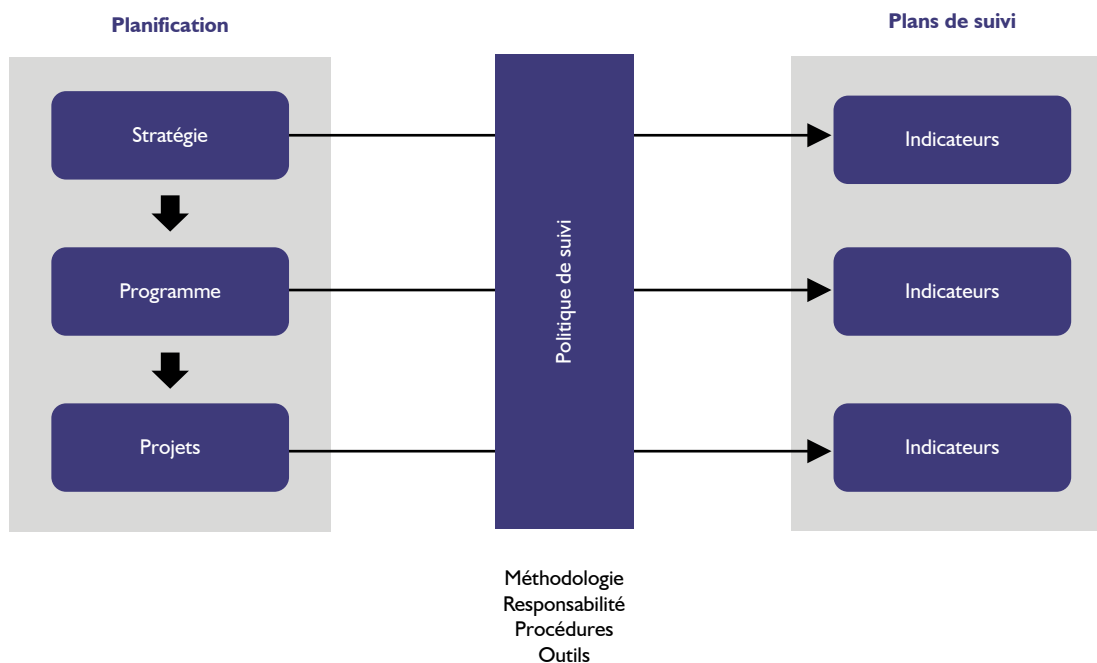 Planification
Plans de suivi
Stratégie
Indicateurs
Programme
Indicateurs
Projets
Indicateurs
Politique de suivi
Méthodologie
Responsabilité
Procédures
Outils